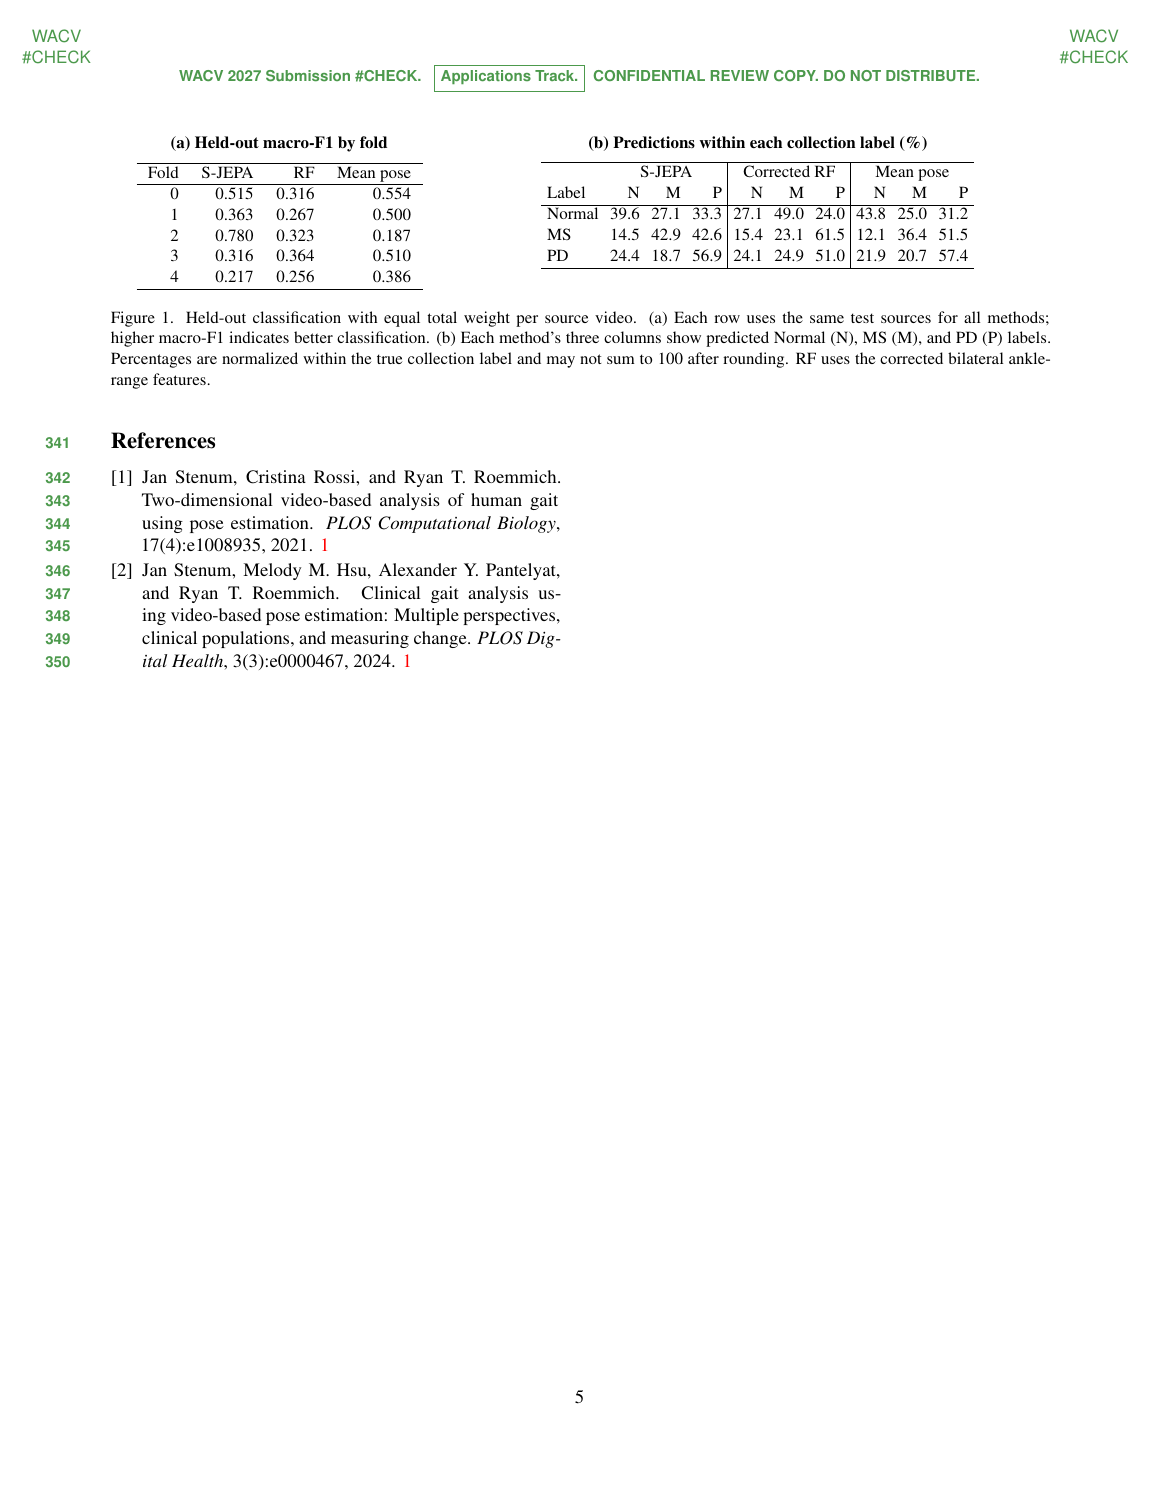 WACV
#CHECK
WACV
#CHECK
WACV 2027 Submission #CHECK. Applications Track. CONFIDENTIAL REVIEW COPY. DO NOT DISTRIBUTE.
(a) Held-out macro-F1 by fold
Fold S-JEPA RF Mean pose
0 0.515 0.316 0.554
1 0.363 0.267 0.500
2 0.780 0.323 0.187
3 0.316 0.364 0.510
4 0.217 0.256 0.386
(b) Predictions within each collection label (%)
S-JEPA Corrected RF Mean pose
Label N M P N M P N M P
Normal 39.6 27.1 33.3 27.1 49.0 24.0 43.8 25.0 31.2
MS 14.5 42.9 42.6 15.4 23.1 61.5 12.1 36.4 51.5
PD 24.4 18.7 56.9 24.1 24.9 51.0 21.9 20.7 57.4
Figure 1. Held-out classification with equal total weight per source video. (a) Each row uses the same test sources for all methods;
higher macro-F1 indicates better classification. (b) Each method's three columns show predicted Normal (N), MS (M), and PD (P) labels.
Percentages are normalized within the true collection label and may not sum to 100 after rounding. RF uses the corrected bilateral ankle-
range features.
341 References
342 [1] Jan Stenum, Cristina Rossi, and Ryan T. Roemmich.
343 Two-dimensional video-based analysis of human gait
344 using pose estimation. PLOS Computational Biology,
345 17(4):e1008935, 2021. 1
346 [2] Jan Stenum, Melody M. Hsu, Alexander Y. Pantelyat,
347 and Ryan T. Roemmich. Clinical gait analysis us-
348 ing video-based pose estimation: Multiple perspectives,
349 clinical populations, and measuring change. PLOS Dig-
350 ital Health, 3(3):e0000467, 2024. 1
5